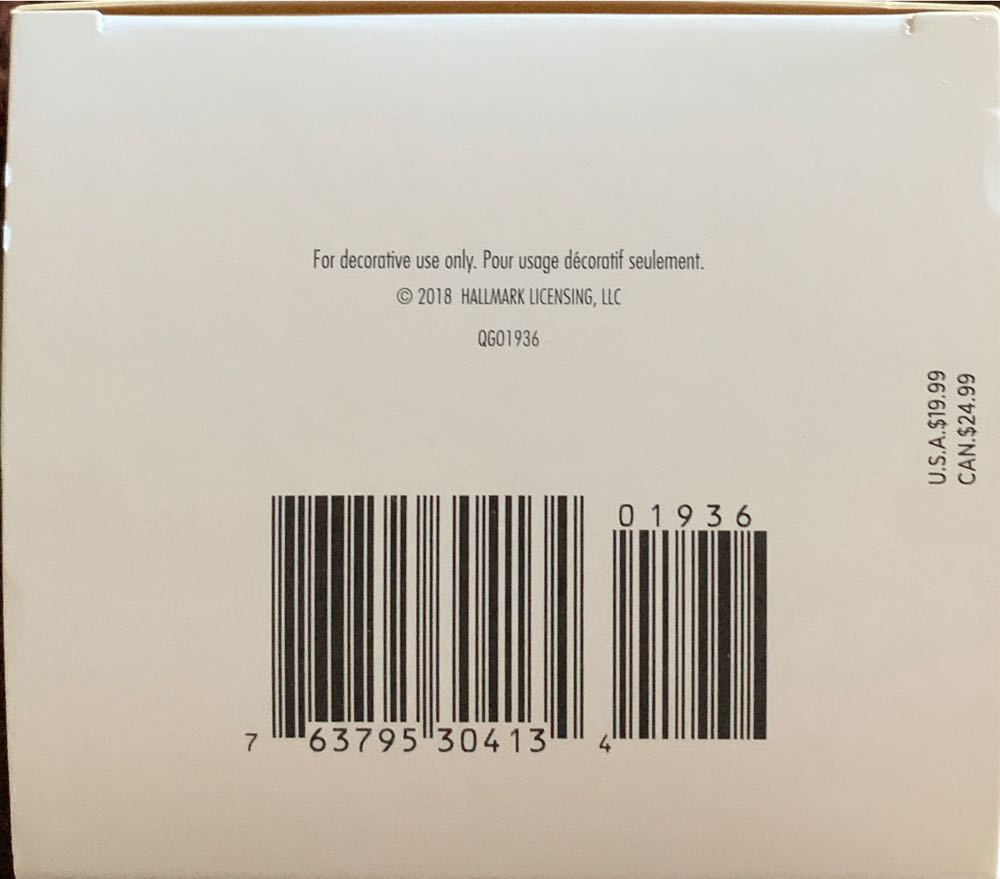 For decorative use only. Pour usage décoratif seulement.
© 2018 HALLMARK LICENSING, LLC
QGO1936
U.S.A.$19.99
CAN.$24.99
01936
7 63795 30413 4